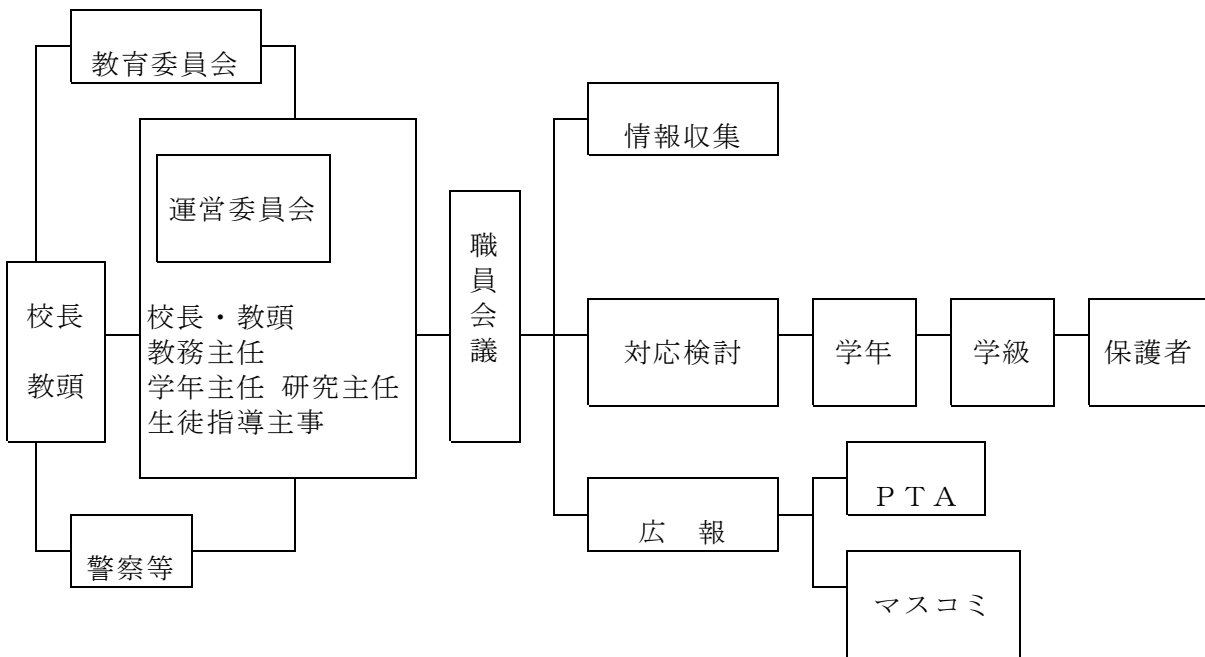 教育委員会
情報収集
運営委員会
職員会議
校長
教頭
校長・教頭
教務主任
学年主任 研究主任
生徒指導主事
対応検討
学年
学級
保護者
ＰＴＡ
広　報
警察等
マスコミ